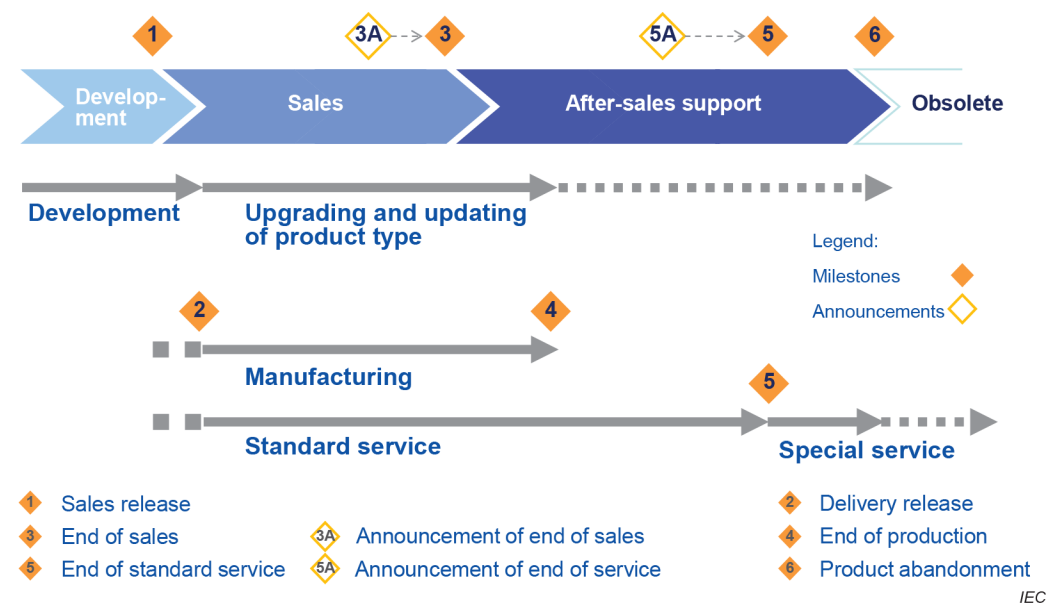 1
3A
3
5A
5
6
Develop-
ment
Sales
After-sales support
Obsolete
Development
Upgrading and updating
of product type
Legend:
Milestones
Announcements
2
4
Manufacturing
5
Standard service
Special service
1 Sales release
2 Delivery release
3 End of sales
3A Announcement of end of sales
4 End of production
5 End of standard service
5A Announcement of end of service
6 Product abandonment
IEC